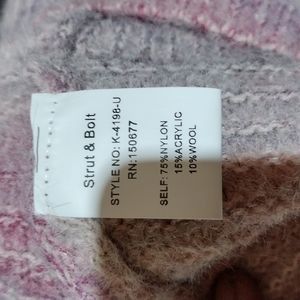 Strut & Bolt
STYLE NO: K-4198-U
RN:150677
SELF: 75%NYLON
15%ACRYLIC
10%WOOL